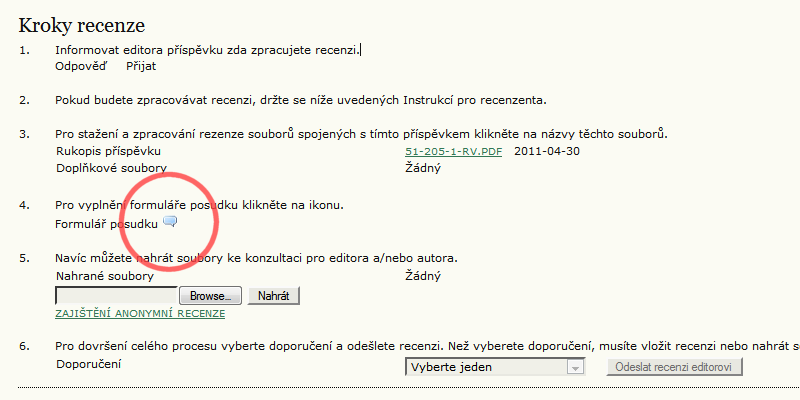 Kroky recenze
1. Informovat editora příspěvku zda zpracujete recenzi.
Odpověď Přijat
2. Pokud budete zpracovávat recenzi, držte se níže uvedených Instrukcí pro recenzenta.
3. Pro stažení a zpracování rezenze souborů spojených s tímto příspěvkem klikněte na názvy těchto souborů.
Rukopis příspěvku 51-205-1-RV.PDF 2011-04-30
Doplňkové soubory Žádný
4. Pro vyplnění formuláře posudku klikněte na ikonu.
Formulář posudku
5. Navíc můžete nahrát soubory ke konzultaci pro editora a/nebo autora.
Nahrané soubory Žádný
Browse... Nahrát
ZAJIŠTĚNÍ ANONYMNÍ RECENZE
6. Pro dovršení celého procesu vyberte doporučení a odešlete recenzi. Než vyberete doporučení, musíte vložit recenzi nebo nahrát s
Doporučení Vyberte jeden Odeslat recenzi editorovi